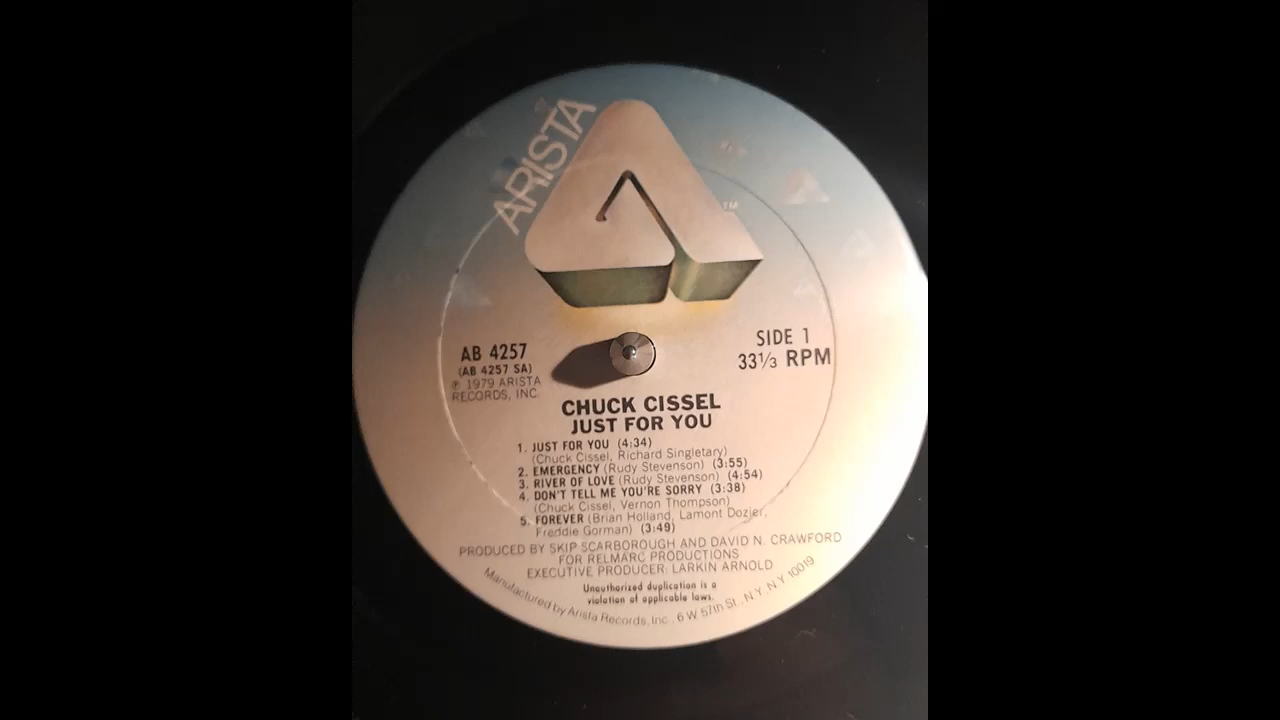 ARISTA
TM
AB 4257
(AB 4257 SA)
℗ 1979 ARISTA
RECORDS, INC.
SIDE 1
33⅓ RPM
CHUCK CISSEL
JUST FOR YOU
1. JUST FOR YOU (4:34)
(Chuck Cissel, Richard Singletary)
2. EMERGENCY (Rudy Stevenson) (3:55)
3. RIVER OF LOVE (Rudy Stevenson) (4:54)
4. DON'T TELL ME YOU'RE SORRY (3:38)
(Chuck Cissel, Vernon Thompson)
5. FOREVER (Brian Holland, Lamont Dozier,
Freddie Gorman) (3:49)
PRODUCED BY SKIP SCARBOROUGH AND DAVID N. CRAWFORD
FOR RELMARC PRODUCTIONS
EXECUTIVE PRODUCER: LARKIN ARNOLD
Unauthorized duplication is a
violation of applicable laws.
Manufactured by Arista Records, Inc., 6 W 57th St., N.Y. N.Y 10019